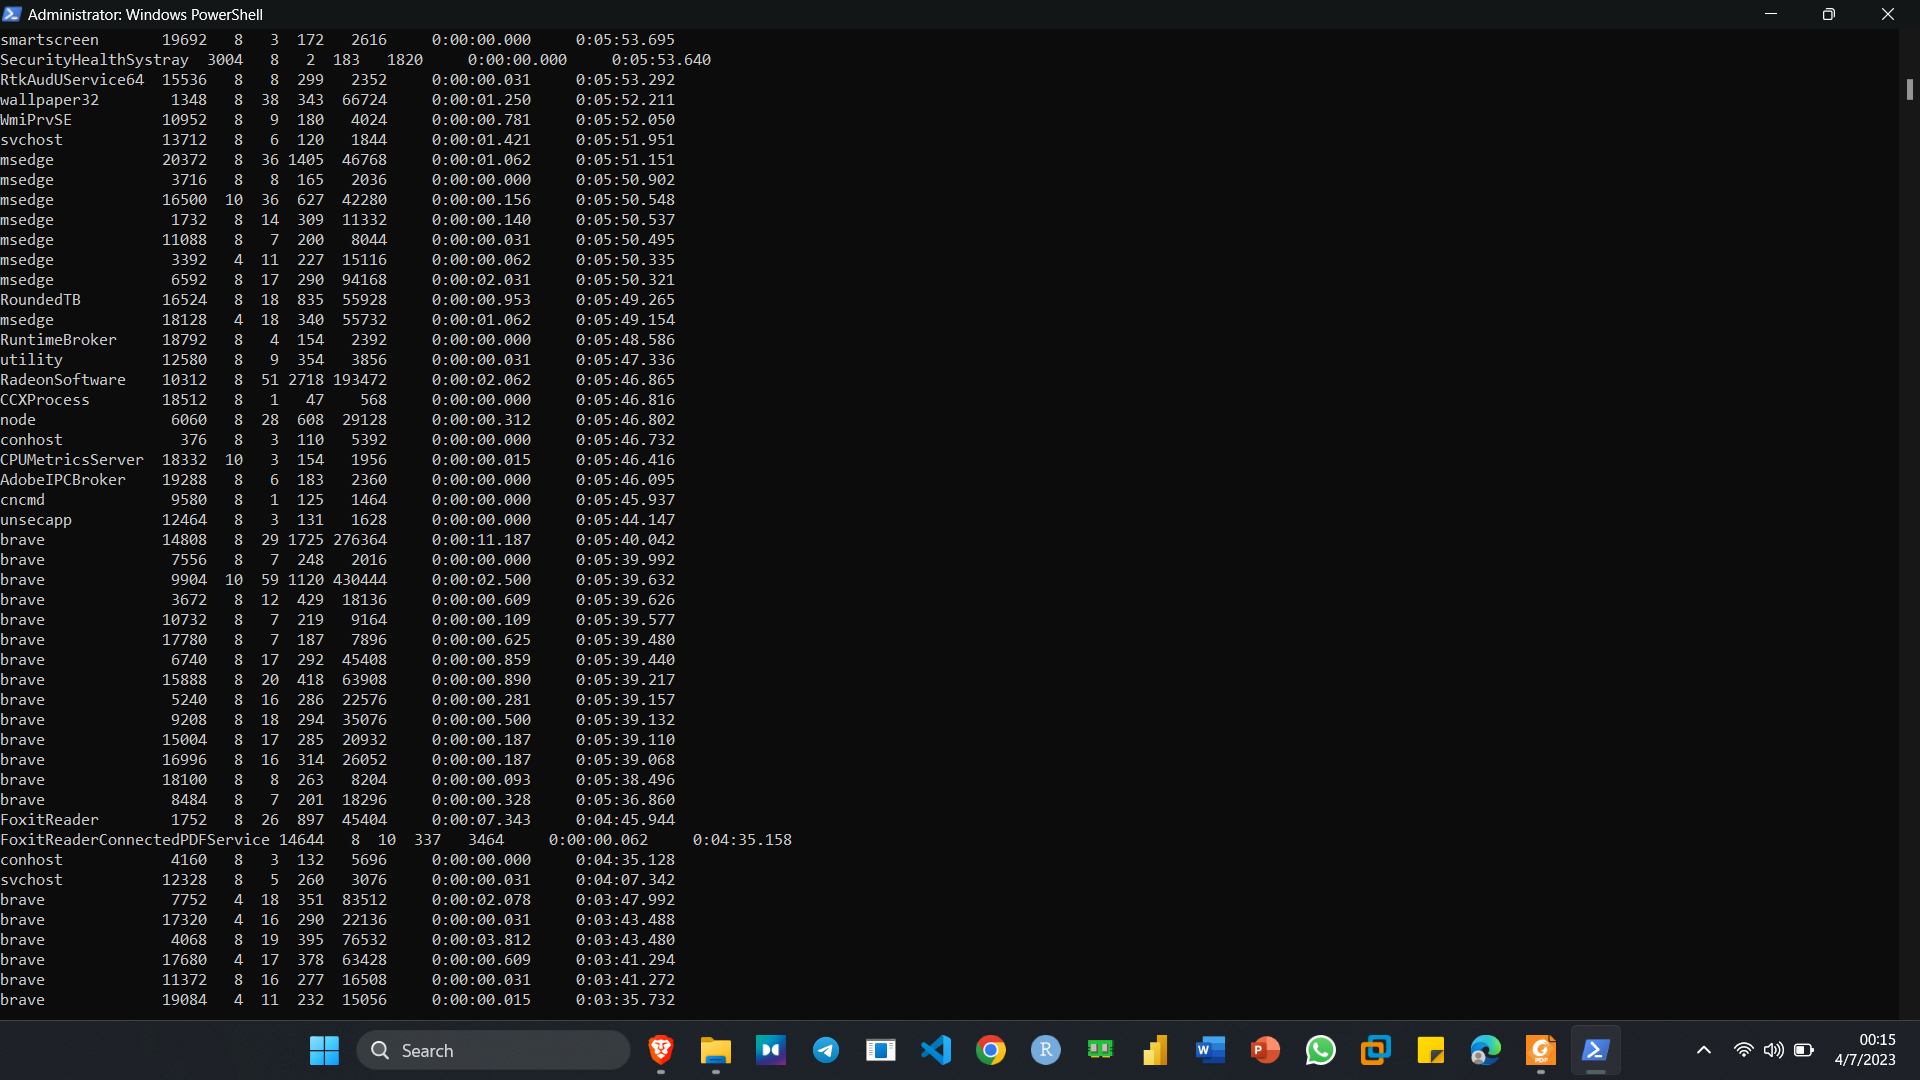 Administrator: Windows PowerShell
smartscreen 19692 8 3 172 2616 0:00:00.000 0:05:53.695
SecurityHealthSystray 3004 8 2 183 1820 0:00:00.000 0:05:53.640
RtkAudUService64 15536 8 8 299 2352 0:00:00.031 0:05:53.292
wallpaper32 1348 8 38 343 66724 0:00:01.250 0:05:52.211
WmiPrvSE 10952 8 9 180 4024 0:00:00.781 0:05:52.050
svchost 13712 8 6 120 1844 0:00:01.421 0:05:51.951
msedge 20372 8 36 1405 46768 0:00:01.062 0:05:51.151
msedge 3716 8 8 165 2036 0:00:00.000 0:05:50.902
msedge 16500 10 36 627 42280 0:00:00.156 0:05:50.548
msedge 1732 8 14 309 11332 0:00:00.140 0:05:50.537
msedge 11088 8 7 200 8044 0:00:00.031 0:05:50.495
msedge 3392 4 11 227 15116 0:00:00.062 0:05:50.335
msedge 6592 8 17 290 94168 0:00:02.031 0:05:50.321
RoundedTB 16524 8 18 835 55928 0:00:00.953 0:05:49.265
msedge 18128 4 18 340 55732 0:00:01.062 0:05:49.154
RuntimeBroker 18792 8 4 154 2392 0:00:00.000 0:05:48.586
utility 12580 8 9 354 3856 0:00:00.031 0:05:47.336
RadeonSoftware 10312 8 51 2718 193472 0:00:02.062 0:05:46.865
CCXProcess 18512 8 1 47 568 0:00:00.000 0:05:46.816
node 6060 8 28 608 29128 0:00:00.312 0:05:46.802
conhost 376 8 3 110 5392 0:00:00.000 0:05:46.732
CPUMetricsServer 18332 10 3 154 1956 0:00:00.015 0:05:46.416
AdobeIPCBroker 19288 8 6 183 2360 0:00:00.000 0:05:46.095
cncmd 9580 8 1 125 1464 0:00:00.000 0:05:45.937
unsecapp 12464 8 3 131 1628 0:00:00.000 0:05:44.147
brave 14808 8 29 1725 276364 0:00:11.187 0:05:40.042
brave 7556 8 7 248 2016 0:00:00.000 0:05:39.992
brave 9904 10 59 1120 430444 0:00:02.500 0:05:39.632
brave 3672 8 12 429 18136 0:00:00.609 0:05:39.626
brave 10732 8 7 219 9164 0:00:00.109 0:05:39.577
brave 17780 8 7 187 7896 0:00:00.625 0:05:39.480
brave 6740 8 17 292 45408 0:00:00.859 0:05:39.440
brave 15888 8 20 418 63908 0:00:00.890 0:05:39.217
brave 5240 8 16 286 22576 0:00:00.281 0:05:39.157
brave 9208 8 18 294 35076 0:00:00.500 0:05:39.132
brave 15004 8 17 285 20932 0:00:00.187 0:05:39.110
brave 16996 8 16 314 26052 0:00:00.187 0:05:39.068
brave 18100 8 8 263 8204 0:00:00.093 0:05:38.496
brave 8484 8 7 201 18296 0:00:00.328 0:05:36.860
FoxitReader 1752 8 26 897 45404 0:00:07.343 0:04:45.944
FoxitReaderConnectedPDFService 14644 8 10 337 3464 0:00:00.062 0:04:35.158
conhost 4160 8 3 132 5696 0:00:00.000 0:04:35.128
svchost 12328 8 5 260 3076 0:00:00.031 0:04:07.342
brave 7752 4 18 351 83512 0:00:02.078 0:03:47.992
brave 17320 4 16 290 22136 0:00:00.031 0:03:43.488
brave 4068 8 19 395 76532 0:00:03.812 0:03:43.480
brave 17680 4 17 378 63428 0:00:00.609 0:03:41.294
brave 11372 8 16 277 16508 0:00:00.031 0:03:41.272
brave 19084 4 11 232 15056 0:00:00.015 0:03:35.732
Search
00:15
4/7/2023